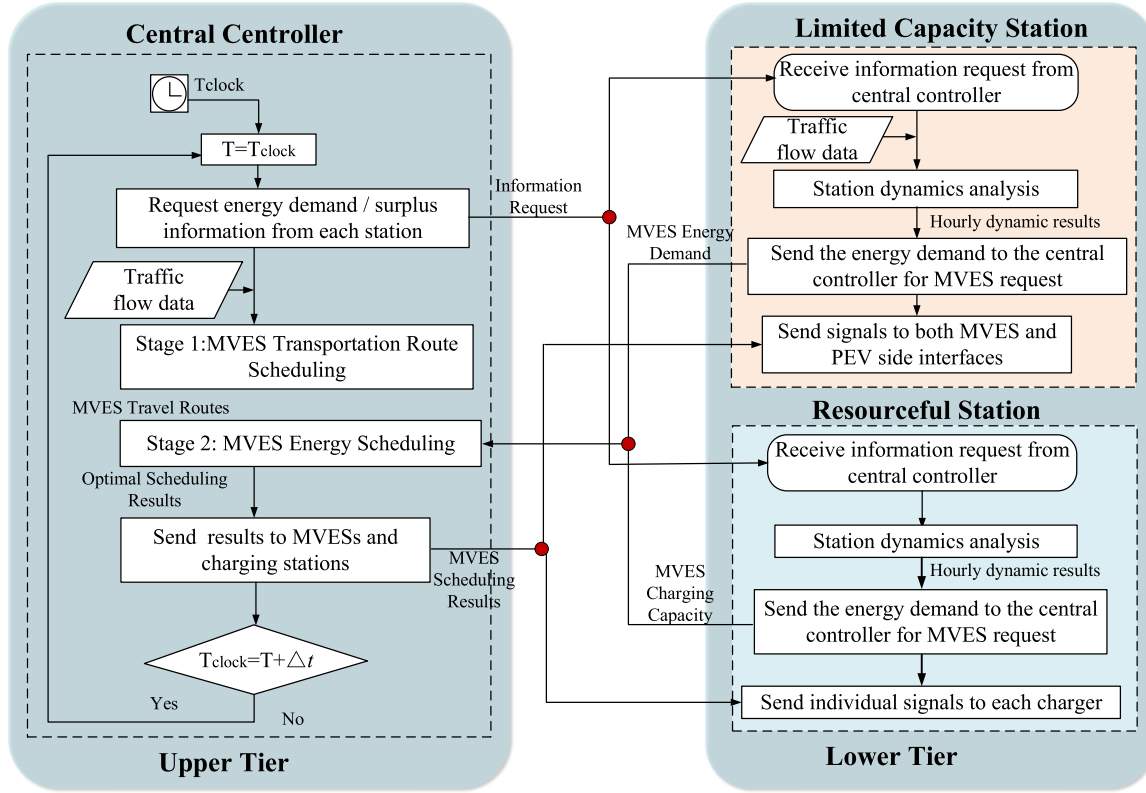 Central Controller
Tclock
T=Tclock
Request energy demand / surplus
information from each station
Traffic
flow data
Stage 1:MVES Transportation Route
Scheduling
MVES Travel Routes
Stage 2: MVES Energy Scheduling
Optimal Scheduling
Results
Send results to MVESs and
charging stations
Tclock=T+△t
Yes
No
Upper Tier
Information
Request
MVES Energy
Demand
MVES
Scheduling
Results
MVES
Charging
Capacity
Limited Capacity Station
Receive information request from
central controller
Traffic
flow data
Station dynamics analysis
Hourly dynamic results
Send the energy demand to the central
controller for MVES request
Send signals to both MVES and
PEV side interfaces
Resourceful Station
Receive information request from
central controller
Station dynamics analysis
Hourly dynamic results
Send the energy demand to the central
controller for MVES request
Send individual signals to each charger
Lower Tier